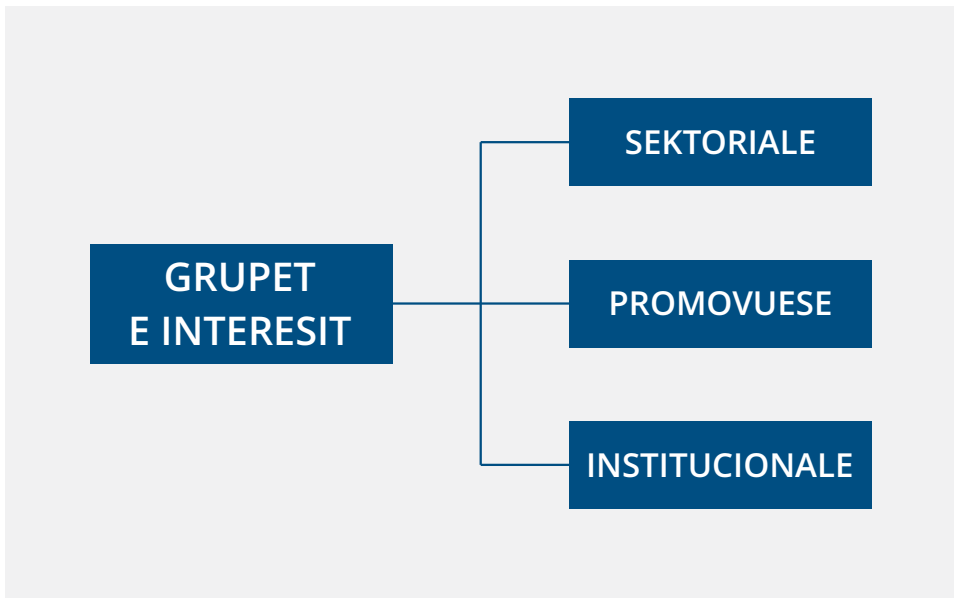 GRUPET
E INTERESIT
SEKTORIALE
PROMOVUESE
INSTITUCIONALE